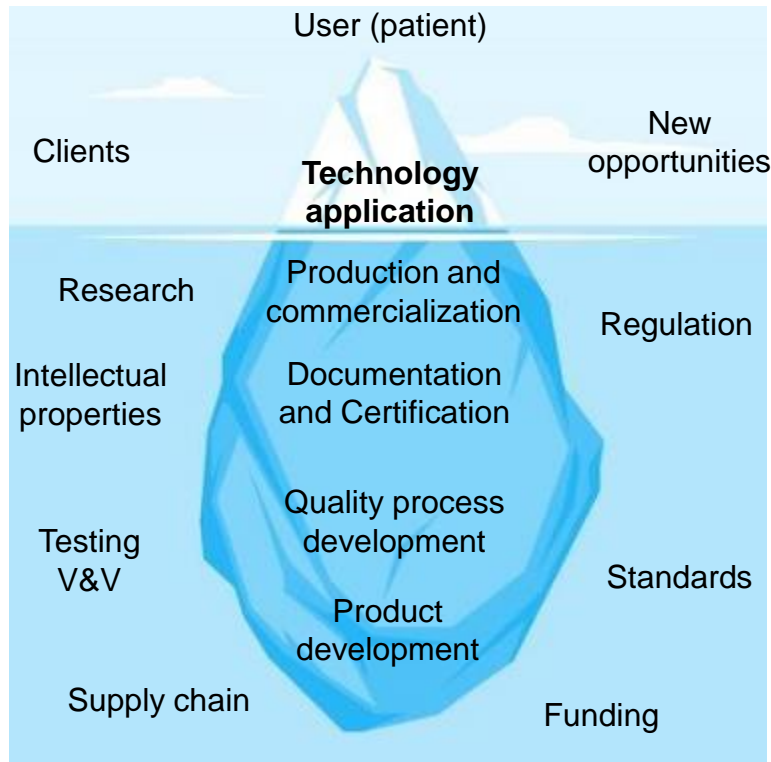 User (patient)
Clients
New
opportunities
Technology
application
Research
Production and
commercialization
Regulation
Intellectual
properties
Documentation
and Certification
Testing
V&V
Quality process
development
Standards
Product
development
Supply chain
Funding